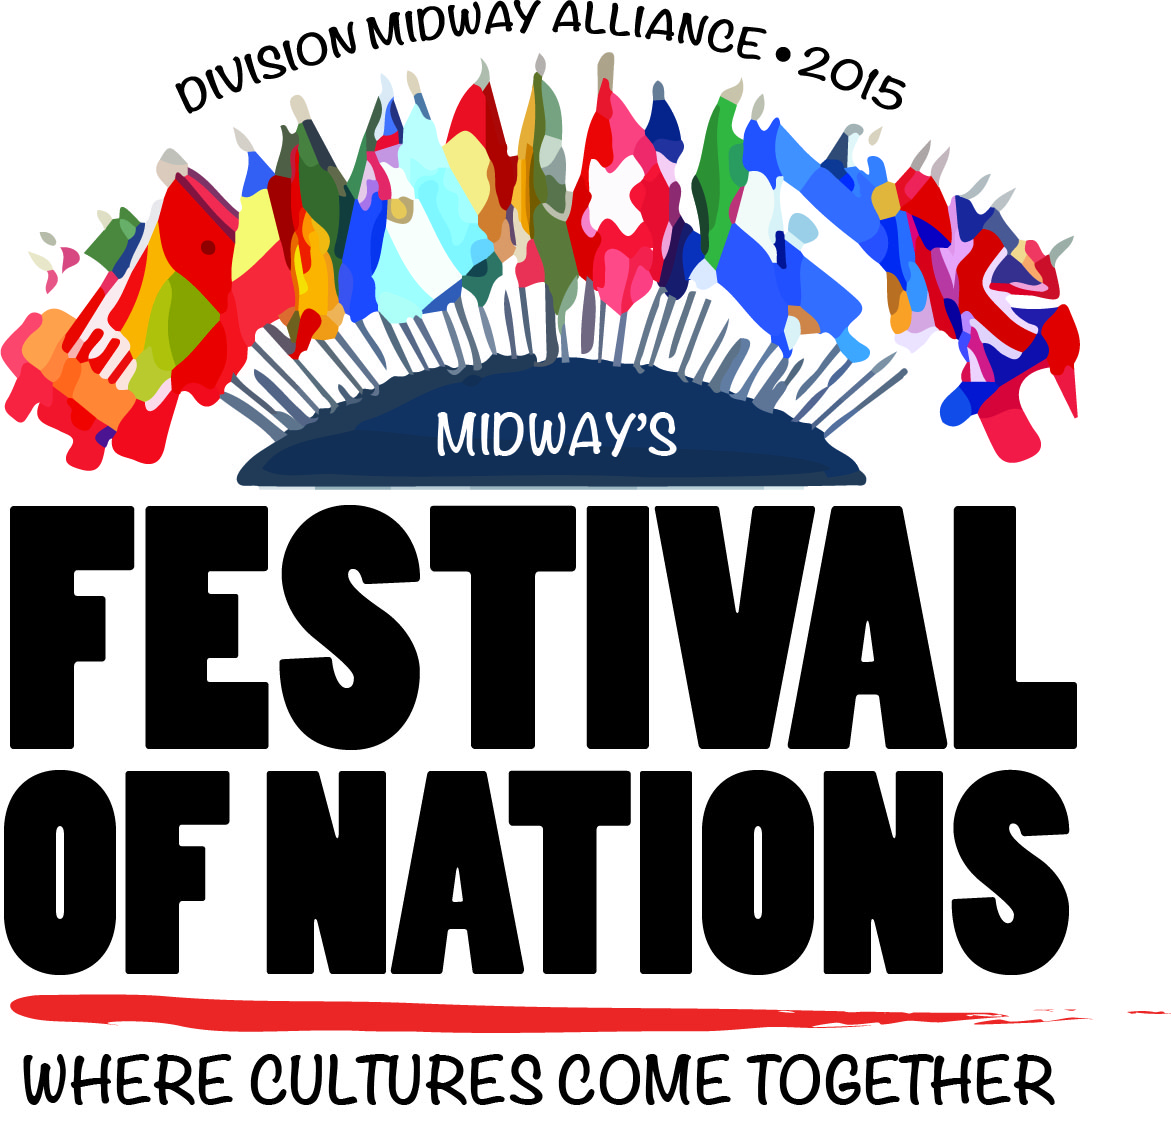 DIVISION MIDWAY ALLIANCE • 2015
MIDWAY'S
FESTIVAL
OF NATIONS
WHERE CULTURES COME TOGETHER